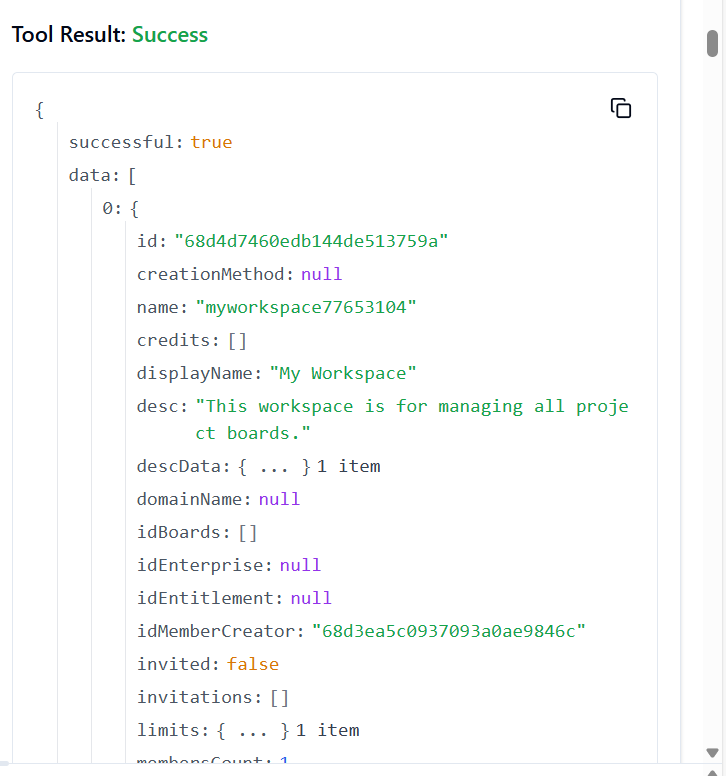 Tool Result: Success
{
successful: true
data: [
0: {
id: "68d4d7460edb144de513759a"
creationMethod: null
name: "myworkspace77653104"
credits: []
displayName: "My Workspace"
desc: "This workspace is for managing all proje
ct boards."
descData: { ... } 1 item
domainName: null
idBoards: []
idEnterprise: null
idEntitlement: null
idMemberCreator: "68d3ea5c0937093a0ae9846c"
invited: false
invitations: []
limits: { ... } 1 item
membersCount: 1